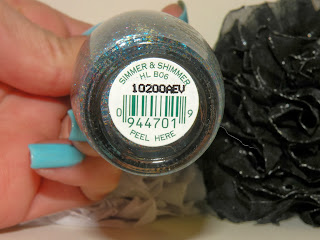 SIMMER & SHIMMER
HL B06
10200AEV
0 944701 9
PEEL HERE